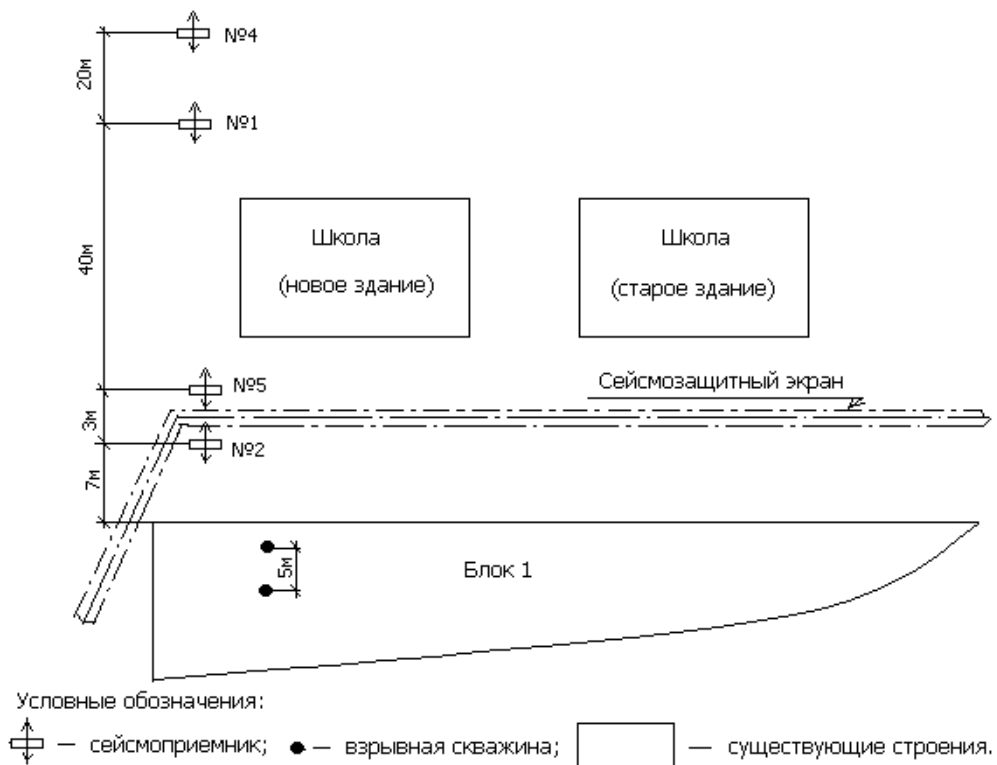 №4
20м
№1
40м
Школа
(новое здание)
Школа
(старое здание)
№5
Сейсмозащитный экран
3м
№2
7м
5м
Блок 1
Условные обозначения:
— сейсмоприемник; — взрывная скважина; — существующие строения.